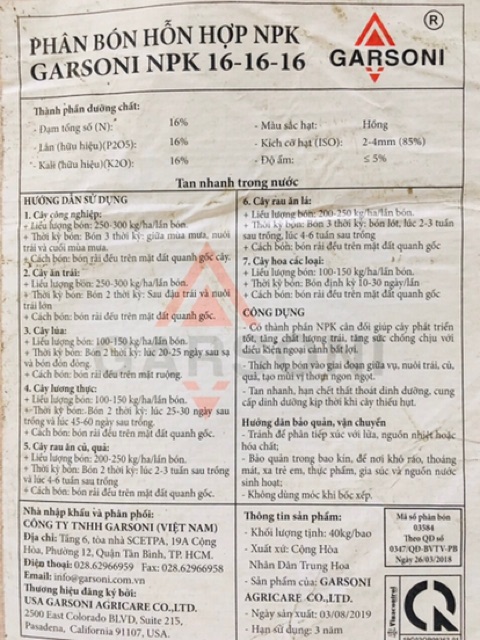 PHÂN BÓN HỖN HỢP NPK
GARSONI NPK 16-16-16
®
GARSONI
Thành phần dưỡng chất:
- Đạm tổng số (N): 16%
- Lân (hữu hiệu)(P2O5): 16%
- Kali (hữu hiệu)(K2O): 16%
- Màu sắc hạt: Hồng
- Kích cỡ hạt (ISO): 2-4mm (85%)
- Độ ẩm: ≤ 5%
Tan nhanh trong nước
HƯỚNG DẪN SỬ DỤNG
1. Cây công nghiệp:
+ Liều lượng bón: 250-300 kg/ha/lần bón.
+ Thời kỳ bón: Bón 3 thời kỳ: giữa mùa mưa, nuôi
trái và cuối mùa mưa.
+ Cách bón: bón rải đều trên mặt đất quanh gốc cây.
2. Cây ăn trái:
+ Liều lượng bón: 250-300 kg/ha/lần bón.
+ Thời kỳ bón: Bón 2 thời kỳ: Sau đậu trái và nuôi
trái lớn
+ Cách bón: bón rải đều trên mặt đất quanh gốc.
3. Cây lúa:
+ Liều lượng bón: 100-150 kg/ha/lần bón.
+ Thời kỳ bón: Bón 2 thời kỳ: lúc 20-25 ngày sau sạ
và bón đón đòng.
+ Cách bón: bón rải đều trên mặt ruộng.
4. Cây lương thực:
+ Liều lượng bón: 100-150 kg/ha/lần bón.
+ Thời kỳ bón: Bón 2 thời kỳ: lúc 25-30 ngày sau
trồng và lúc 45-60 ngày sau trồng.
+ Cách bón: bón rải đều trên mặt đất quanh gốc.
5. Cây rau ăn củ, quả:
+ Liều lượng bón: 200-250 kg/ha/lần bón.
+ Thời kỳ bón: Bón 2 thời kỳ: lúc 2-3 tuần sau trồng
và lúc 4-6 tuần sau trồng
+ Cách bón: bón rải đều trên mặt đất quanh gốc.
6. Cây rau ăn lá:
+ Liều lượng bón: 200-250 kg/ha/lần bón.
+ Thời kỳ bón: Bón 3 thời kỳ: bón lót, lúc 2-3 tuần
sau trồng, lúc 4-6 tuần sau trồng
+ Cách bón: bón rải đều trên mặt đất quanh gốc
7. Cây hoa các loại:
+ Liều lượng bón: 100-150 kg/ha/lần bón.
+ Thời kỳ bón: Bón định kỳ 10-30 ngày/lần
+ Cách bón: bón rải đều trên mặt đất quanh gốc
CÔNG DỤNG
- Có thành phần NPK cân đối giúp cây phát triển
tốt, tăng chất lượng trái, tăng sức chống chịu với
điều kiện ngoại cảnh bất lợi.
- Thích hợp bón vào giai đoạn giữa vụ, nuôi trái, củ,
quả, tạo mùi vị thơm ngon ngọt.
- Tan nhanh, hạn chế thất thoát dinh dưỡng, cung
cấp dinh dưỡng kịp thời khi cây thiếu hụt.
Hướng dẫn bảo quản, vận chuyển
- Tránh để phân tiếp xúc với lửa, nguồn nhiệt hoặc
hóa chất;
- Bảo quản trong bao kín, để nơi khô ráo, thoáng
mát, xa trẻ em, thực phẩm, gia súc và nguồn nước
sinh hoạt;
- Không dùng móc khi bốc xếp.
Nhà nhập khẩu và phân phối:
CÔNG TY TNHH GARSONI (VIỆT NAM)
Địa chỉ: Tầng 6, tòa nhà SCETPA, 19A Cộng
Hòa, Phường 12, Quận Tân Bình, TP. HCM.
Điện thoại: 028.62966959 Fax: 028.62966958
Email: info@garsoni.com.vn
Thương hiệu đăng ký bởi:
USA GARSONI AGRICARE CO.,LTD.
2500 East Colorado BLVD, Suite 215,
Pasadena, California 91107, USA.
Thông tin sản phẩm:
- Khối lượng tịnh: 40kg/bao
- Xuất xứ: Cộng Hòa
Nhân Dân Trung Hoa
- Sản phẩm của: GARSONI
AGRICARE CO.,LTD.
- Ngày sản xuất: 03/08/2019
- Hạn sử dụng: 3 năm
Mã số phân bón
03584
Theo QĐ số
0347/QĐ-BVTV-PB
Ngày 26/03/2018